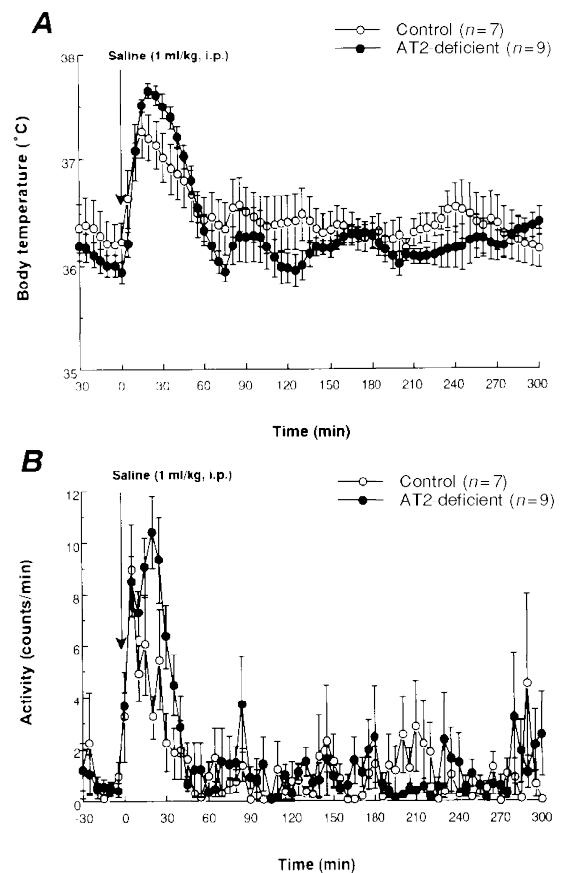 A
Control (n=7)
AT2-deficient (n=9)
Saline (1 ml/kg, i.p.)
38
37
36
35
Body temperature (°C)
-30 0 30 60 90 120 150 180 210 240 270 300
Time (min)
B
Saline (1 ml/kg, i.p.)
Control (n=7)
AT2 deficient (n=9)
12
10
8
6
4
2
0
Activity (counts/min)
-30 0 30 60 90 120 150 180 210 240 270 300
Time (min)